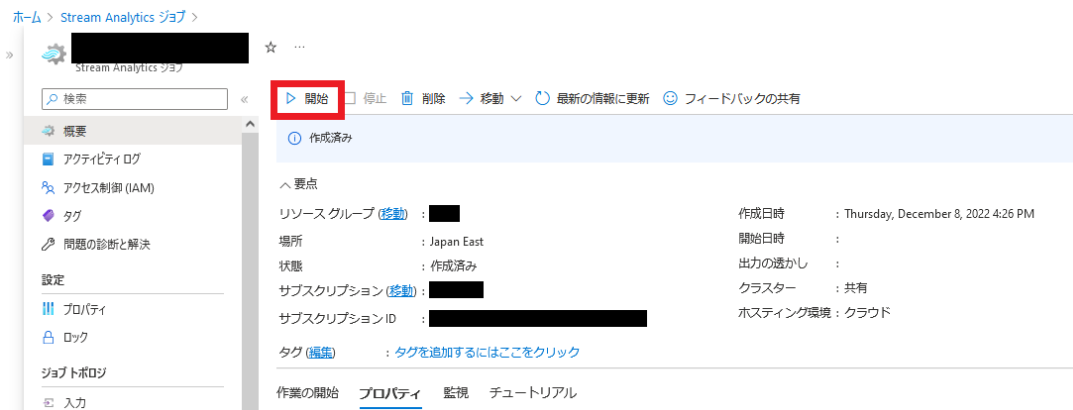 ホーム > Stream Analytics ジョブ >
Stream Analytics ジョブ
検索
概要
アクティビティ ログ
アクセス制御 (IAM)
タグ
問題の診断と解決
設定
プロパティ
ロック
ジョブ トポロジ
入力
開始 停止 削除 移動 最新の情報に更新 フィードバックの共有
作成済み
要点
リソース グループ (移動) :
場所 : Japan East
状態 : 作成済み
サブスクリプション (移動) :
サブスクリプション ID :
作成日時 : Thursday, December 8, 2022 4:26 PM
開始日時 :
出力の透かし :
クラスター : 共有
ホスティング環境 : クラウド
タグ (編集) : タグを追加するにはここをクリック
作業の開始 プロパティ 監視 チュートリアル